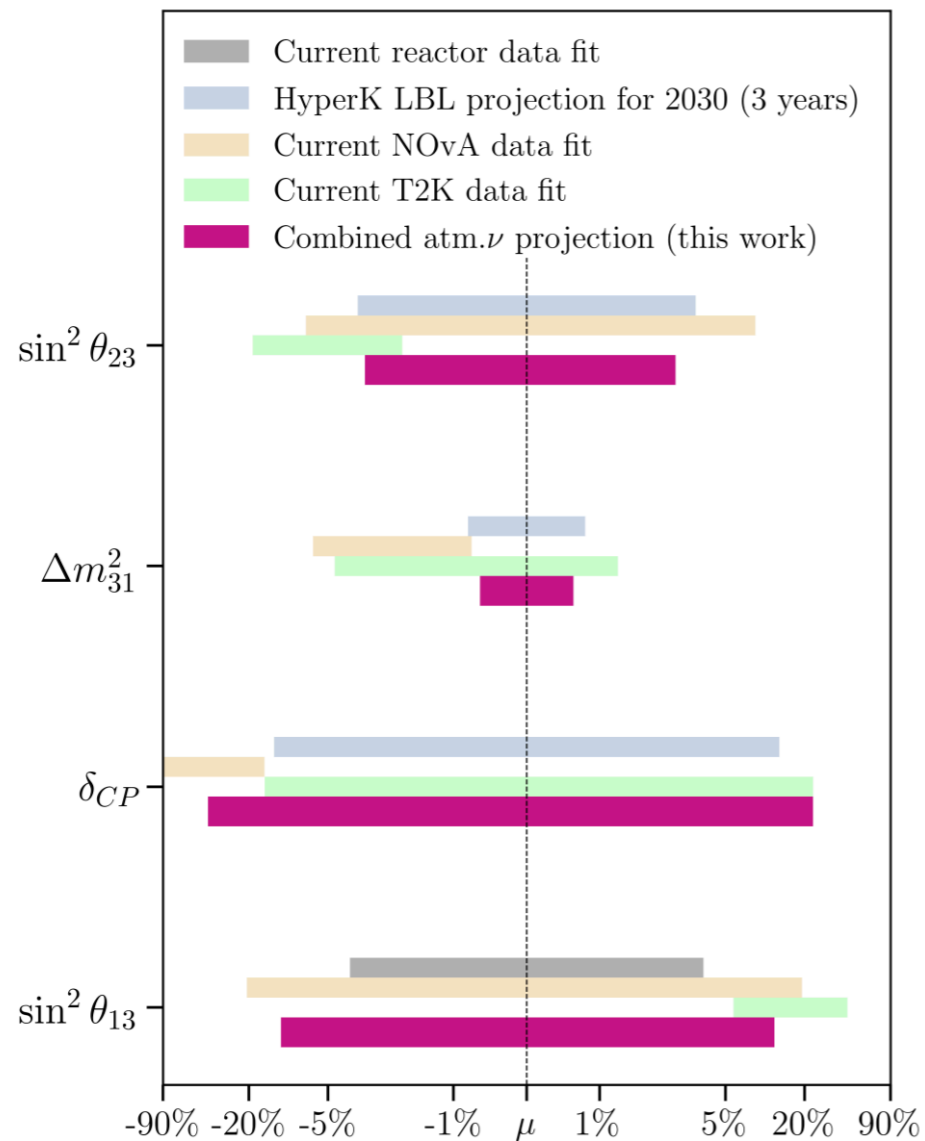 Current reactor data fit
HyperK LBL projection for 2030 (3 years)
Current NOvA data fit
Current T2K data fit
Combined atm.ν projection (this work)
sin² θ₂₃
Δm²₃₁
δ_CP
sin² θ₁₃
-90% -20% -5% -1% μ 1% 5% 20% 90%